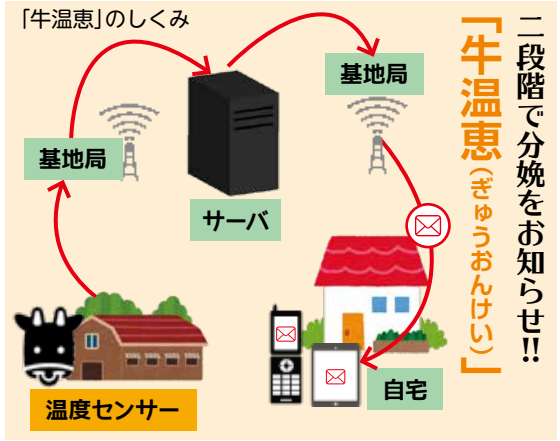 二段階で分娩をお知らせ!!
「牛温恵(ぎゅうおんけい)」
「牛温恵」のしくみ
基地局
基地局
サーバ
自宅
温度センサー